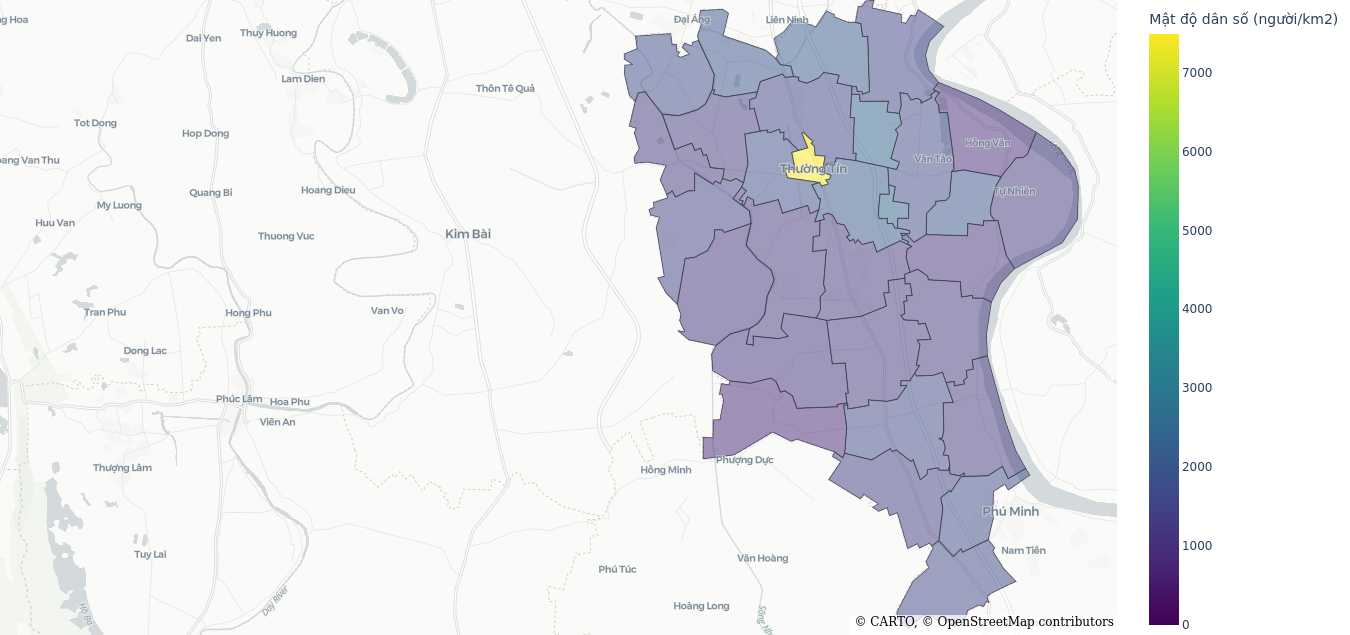 ng Hoa
Dai Yen
Thuy Huong
Đại Áng
Liên Ninh
Mật độ dân số (người/km2)
Lam Dien
Thôn Tê Quả
7000
Tot Dong
Hop Dong
6000
oang Van Thu
Hồng Vân
Văn Tảo
Thường Tín
Quang Bi
Hoang Dieu
Tự Nhiên
My Luong
Huu Van
Thuong Vuc
Kim Bài
5000
Tran Phu
Hong Phu
Van Vo
4000
Dong Lac
3000
Phúc Lâm
Hoa Phu
Viên An
Thượng Lâm
Hồng Minh
Phượng Dực
2000
Phú Minh
Tuy Lai
Văn Hoàng
Nam Tiến
1000
Phú Túc
Day River
Hoàng Long
© CARTO, © OpenStreetMap contributors
0